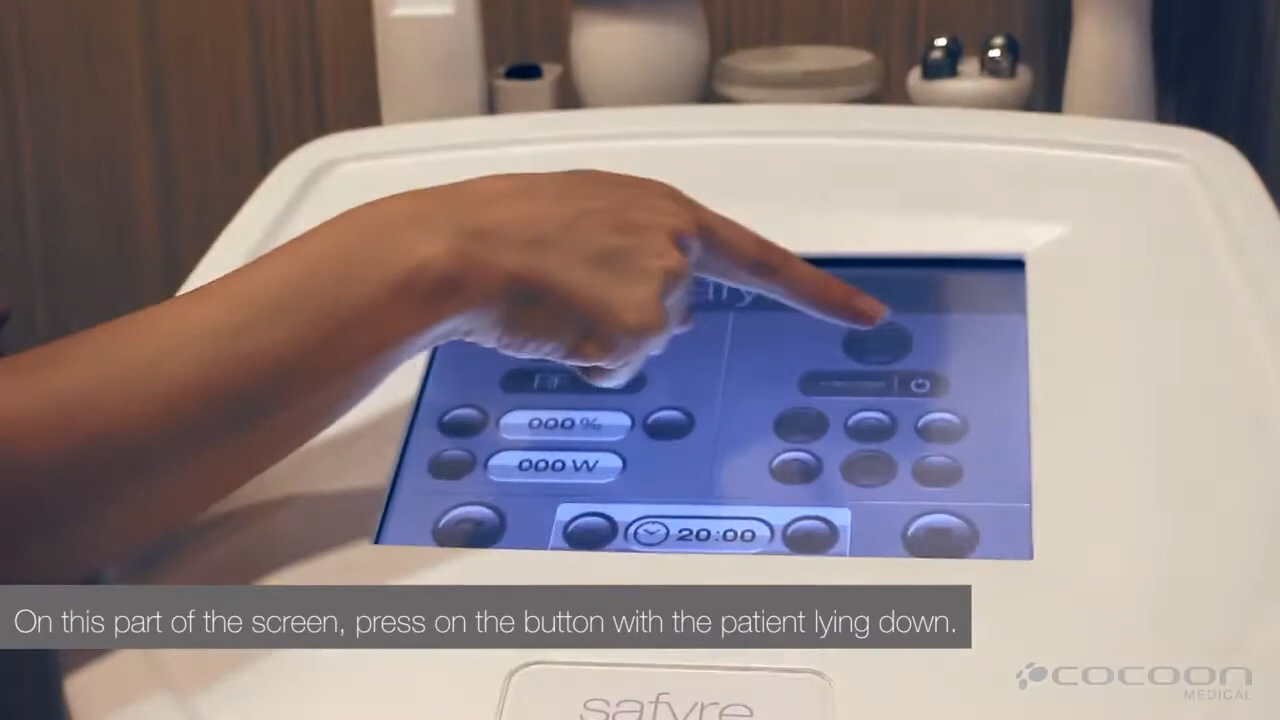 RF
000 %
000 W
20:00
On this part of the screen, press on the button with the patient lying down.
COCOON
MEDICAL
safyre